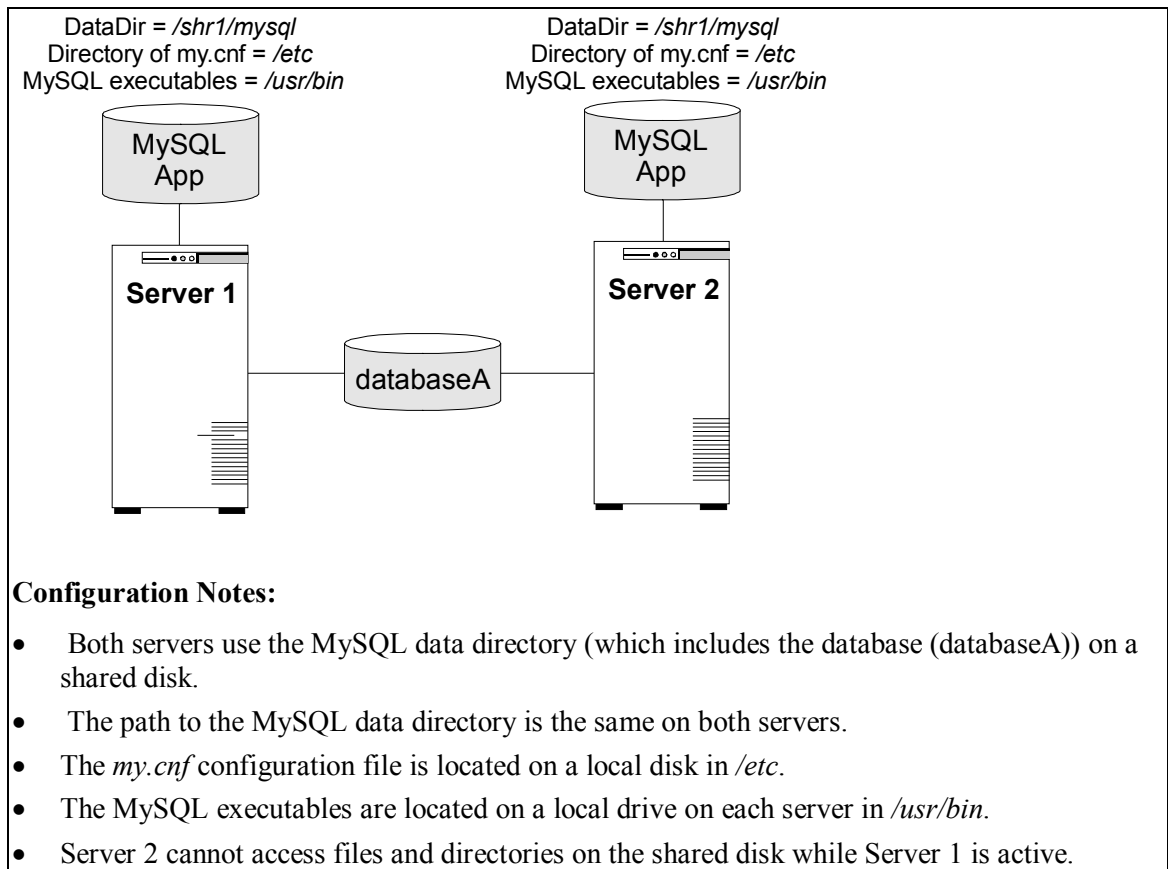 DataDir = /shr1/mysql
Directory of my.cnf = /etc
MySQL executables = /usr/bin
DataDir = /shr1/mysql
Directory of my.cnf = /etc
MySQL executables = /usr/bin
MySQL
App
MySQL
App
Server 1
Server 2
databaseA
Configuration Notes:
• Both servers use the MySQL data directory (which includes the database (databaseA)) on a
shared disk.
• The path to the MySQL data directory is the same on both servers.
• The my.cnf configuration file is located on a local disk in /etc.
• The MySQL executables are located on a local drive on each server in /usr/bin.
• Server 2 cannot access files and directories on the shared disk while Server 1 is active.